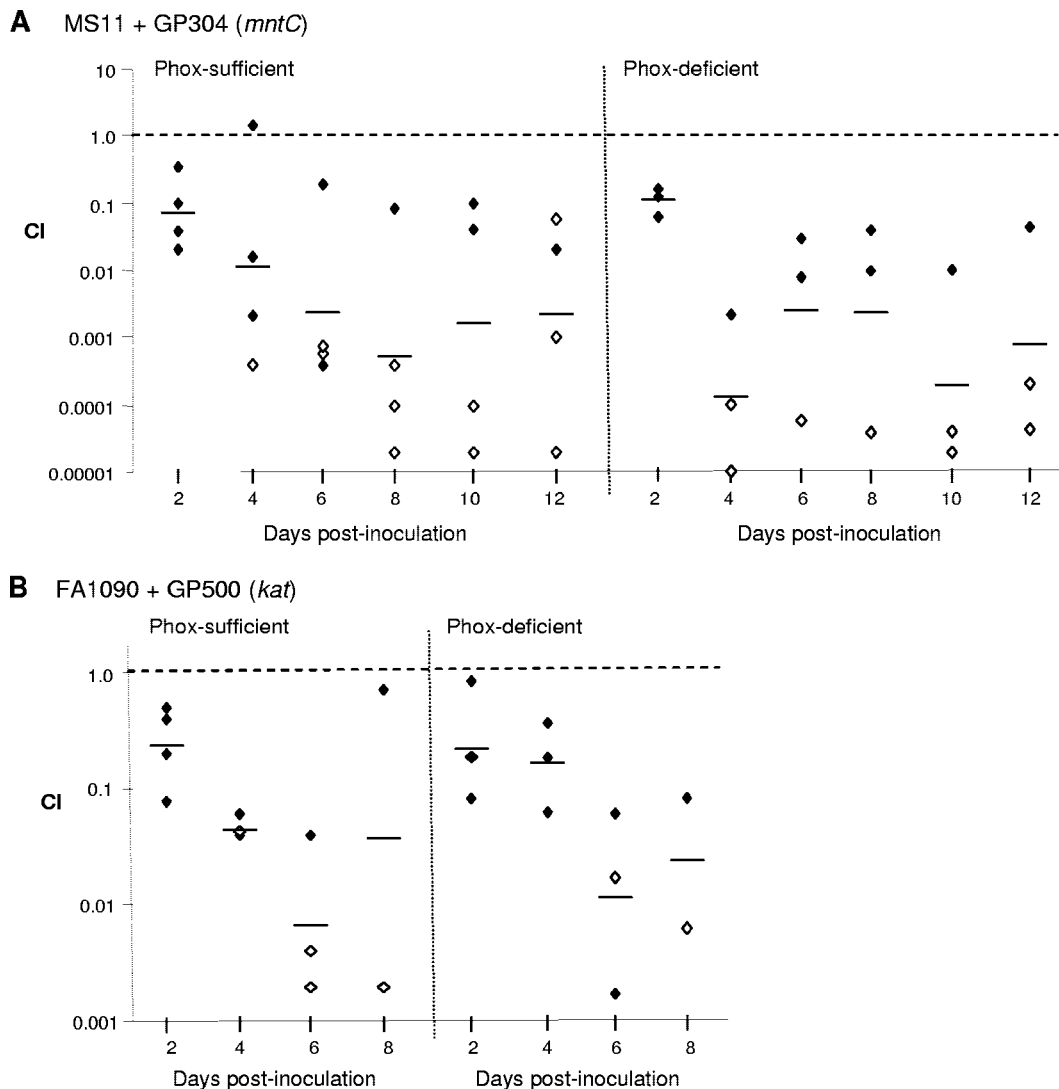 A MS11 + GP304 (mntC)
Phox-sufficient Phox-deficient
10
1.0
0.1
CI
0.01
0.001
0.0001
0.00001
2 4 6 8 10 12 2 4 6 8 10 12
Days post-inoculation Days post-inoculation
B FA1090 + GP500 (kat)
Phox-sufficient Phox-deficient
1.0
0.1
CI
0.01
0.001
2 4 6 8 2 4 6 8
Days post-inoculation Days post-inoculation